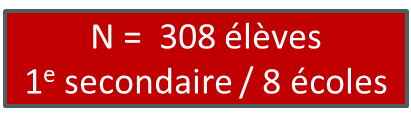 N =  308 élèves
1ᵉ secondaire / 8 écoles